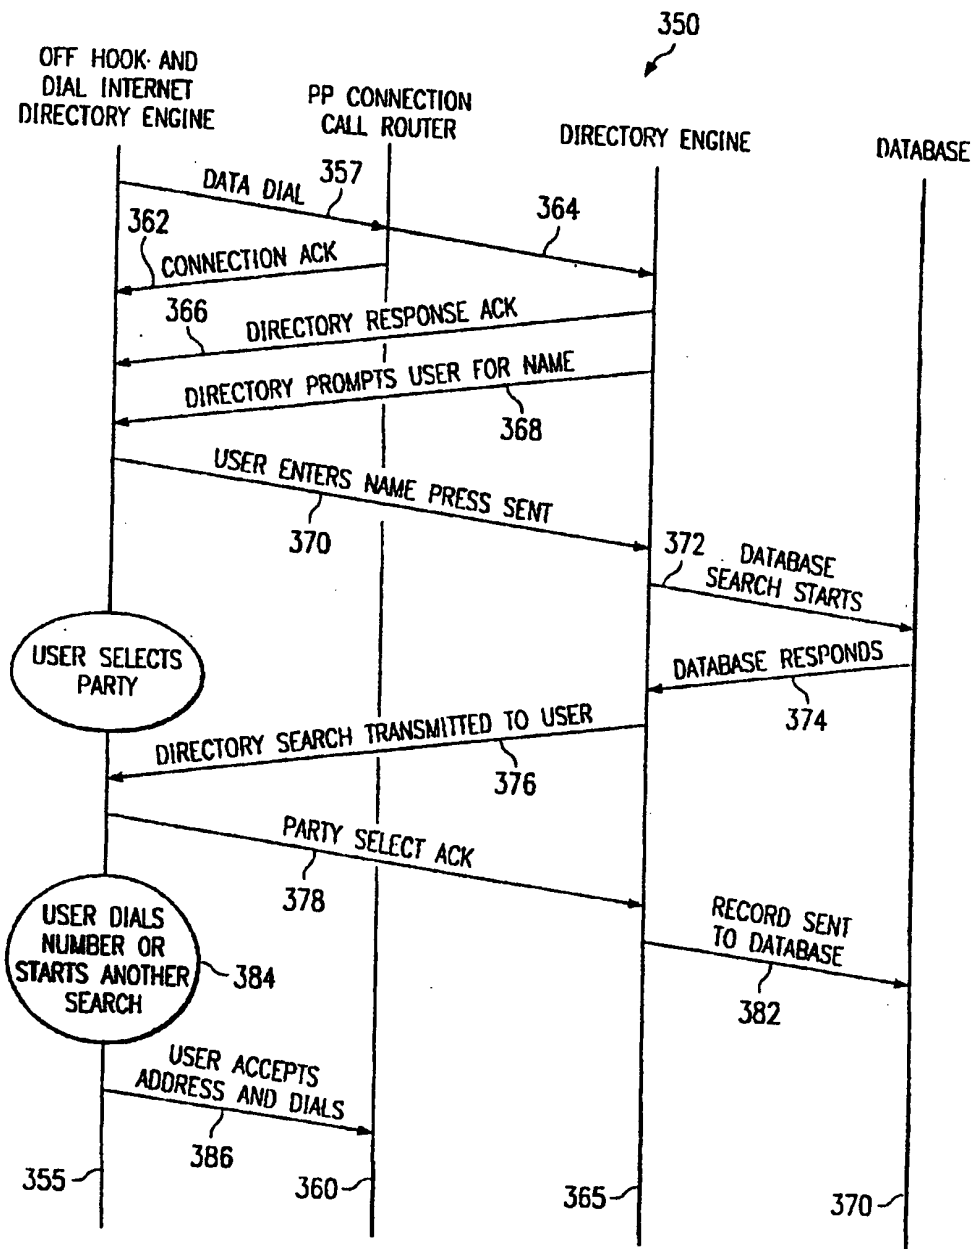 350
OFF HOOK AND
DIAL INTERNET
DIRECTORY ENGINE
PP CONNECTION
CALL ROUTER
DIRECTORY ENGINE
DATABASE
DATA DIAL
357
364
362
CONNECTION ACK
366
DIRECTORY RESPONSE ACK
DIRECTORY PROMPTS USER FOR NAME
368
USER ENTERS NAME PRESS SENT
370
372
DATABASE
SEARCH STARTS
USER SELECTS
PARTY
DATABASE RESPONDS
374
DIRECTORY SEARCH TRANSMITTED TO USER
376
PARTY SELECT ACK
378
USER DIALS
NUMBER OR
STARTS ANOTHER
SEARCH
384
RECORD SENT
TO DATABASE
382
USER ACCEPTS
ADDRESS AND DIALS
386
355
360
365
370